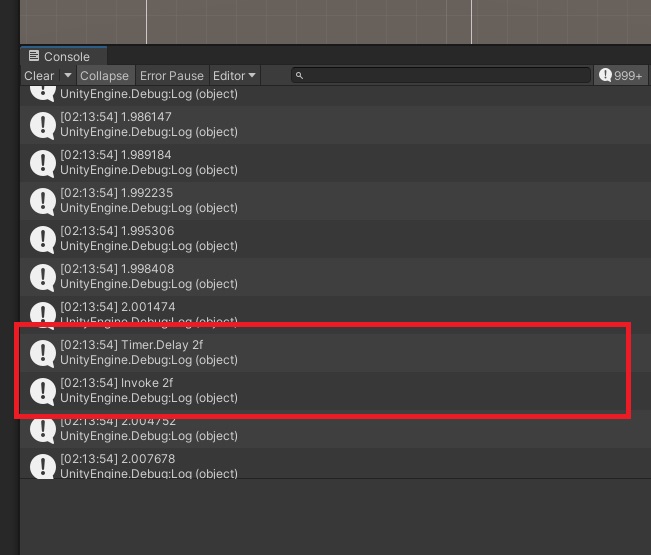 Console
Clear Collapse Error Pause Editor 999+
UnityEngine.Debug:Log (object)
[02:13:54] 1.986147
UnityEngine.Debug:Log (object)
[02:13:54] 1.989184
UnityEngine.Debug:Log (object)
[02:13:54] 1.992235
UnityEngine.Debug:Log (object)
[02:13:54] 1.995306
UnityEngine.Debug:Log (object)
[02:13:54] 1.998408
UnityEngine.Debug:Log (object)
[02:13:54] 2.001474
UnityEngine.Debug:Log (object)
[02:13:54] Timer.Delay 2f
UnityEngine.Debug:Log (object)
[02:13:54] Invoke 2f
UnityEngine.Debug:Log (object)
[02:13:54] 2.004752
UnityEngine.Debug:Log (object)
[02:13:54] 2.007678
UnityEngine.Debug:Log (object)